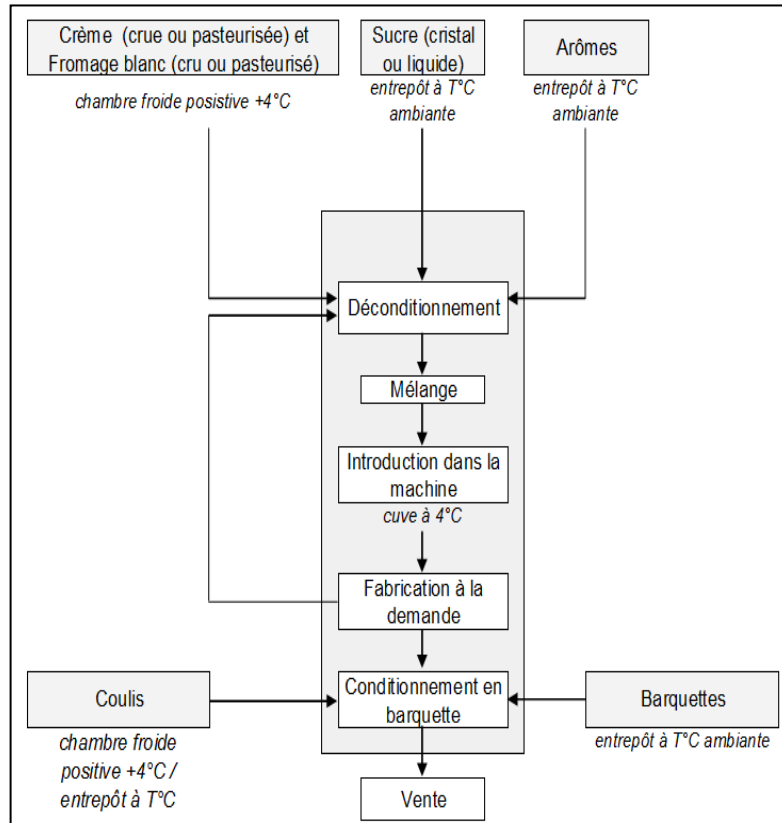 Crème (crue ou pasteurisée) et
Fromage blanc (cru ou pasteurisé)
chambre froide posistive +4°C
Sucre (cristal
ou liquide)
entrepôt à T°C
ambiante
Arômes
entrepôt à T°C
ambiante
Déconditionnement
Mélange
Introduction dans la
machine
cuve à 4°C
Fabrication à la
demande
Coulis
chambre froide
positive +4°C /
entrepôt à T°C
Conditionnement en
barquette
Barquettes
entrepôt à T°C ambiante
Vente